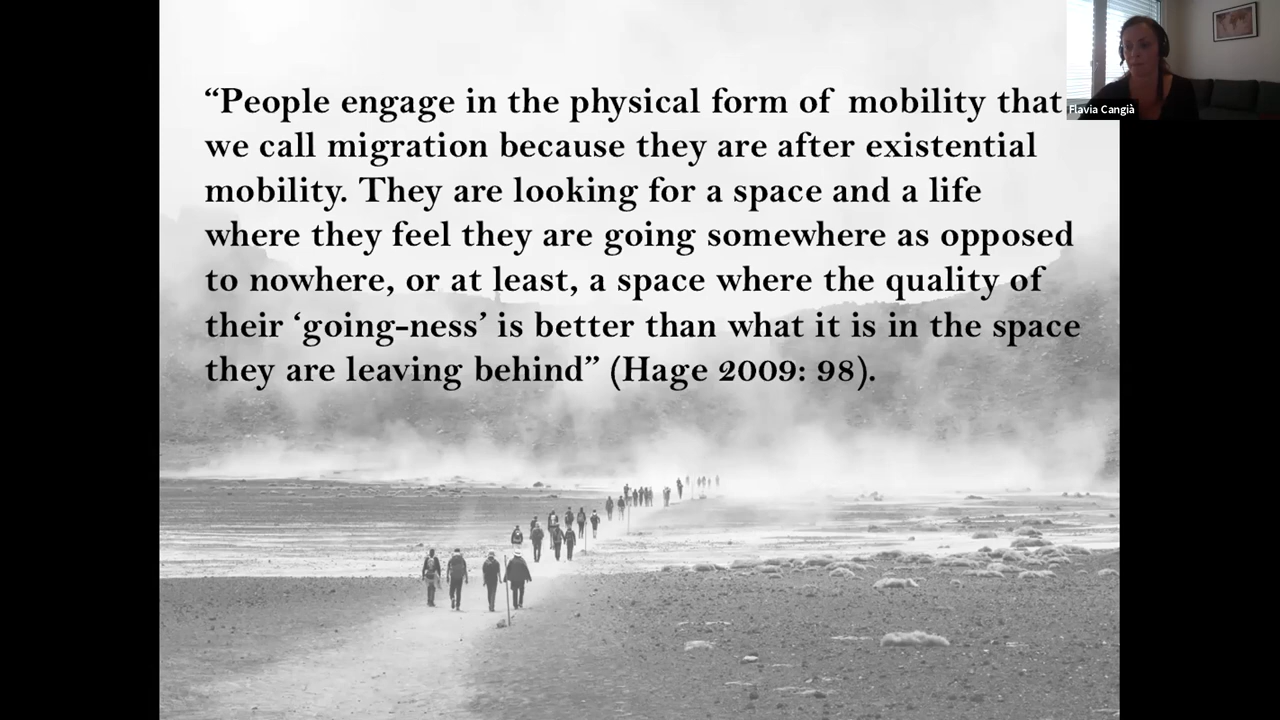 “People engage in the physical form of mobility that
we call migration because they are after existential
mobility. They are looking for a space and a life
where they feel they are going somewhere as opposed
to nowhere, or at least, a space where the quality of
their ‘going-ness’ is better than what it is in the space
they are leaving behind” (Hage 2009: 98).
Flavia Cangià